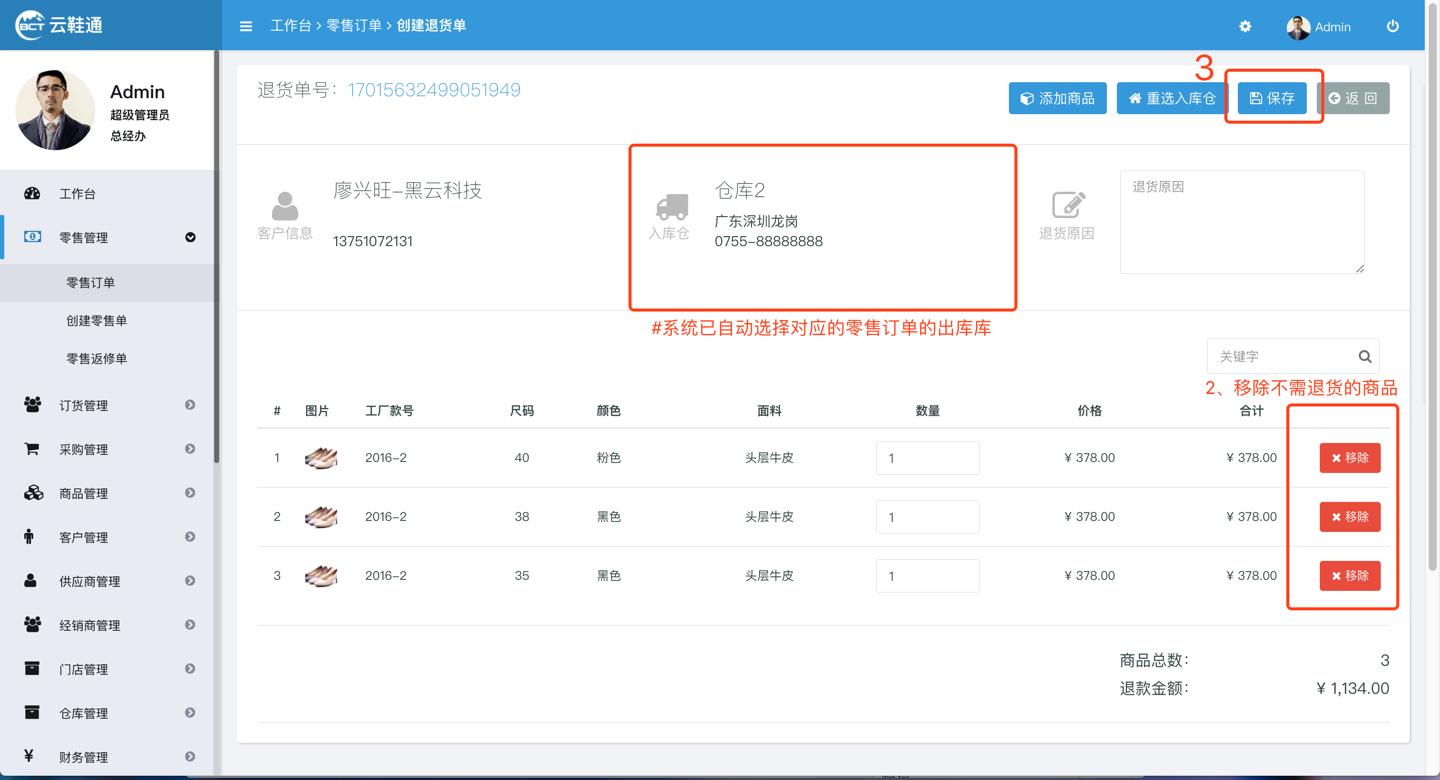 BCT 云鞋通
工作台 › 零售订单 › 创建退货单
Admin
Admin
超级管理员
总经办
工作台
零售管理
零售订单
创建零售单
零售返修单
订货管理
采购管理
商品管理
客户管理
供应商管理
经销商管理
门店管理
仓库管理
¥ 财务管理
退货单号：17015632499051949
3
添加商品 重选入库仓 保存 返 回
客户信息
廖兴旺-黑云科技
13751072131
入库仓
仓库2
广东深圳龙岗
0755-88888888
退货原因
退货原因
#系统已自动选择对应的零售订单的出库库
关键字
2、移除不需退货的商品
# 图片 工厂款号 尺码 颜色 面料 数量 价格 合计
1 2016-2 40 粉色 头层牛皮 1 ¥ 378.00 ¥ 378.00 移除
2 2016-2 38 黑色 头层牛皮 1 ¥ 378.00 ¥ 378.00 移除
3 2016-2 35 黑色 头层牛皮 1 ¥ 378.00 ¥ 378.00 移除
商品总数： 3
退款金额： ¥ 1,134.00